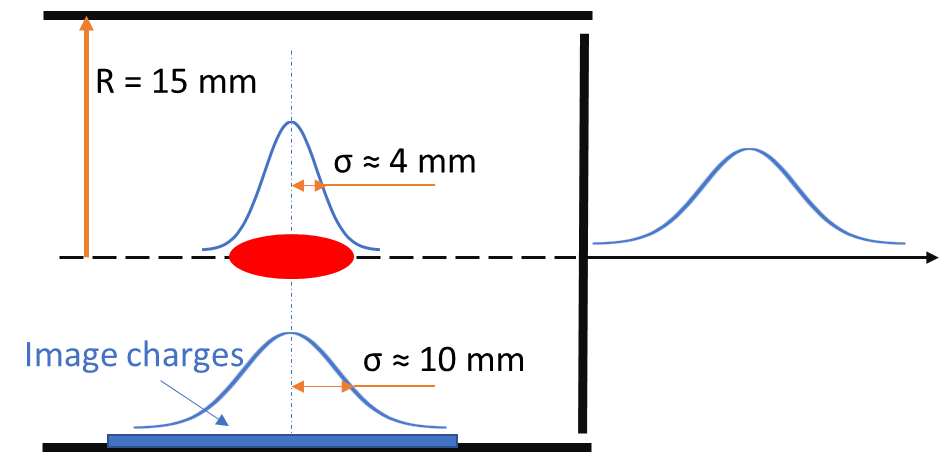 R = 15 mm
σ ≈ 4 mm
Image charges
σ ≈ 10 mm